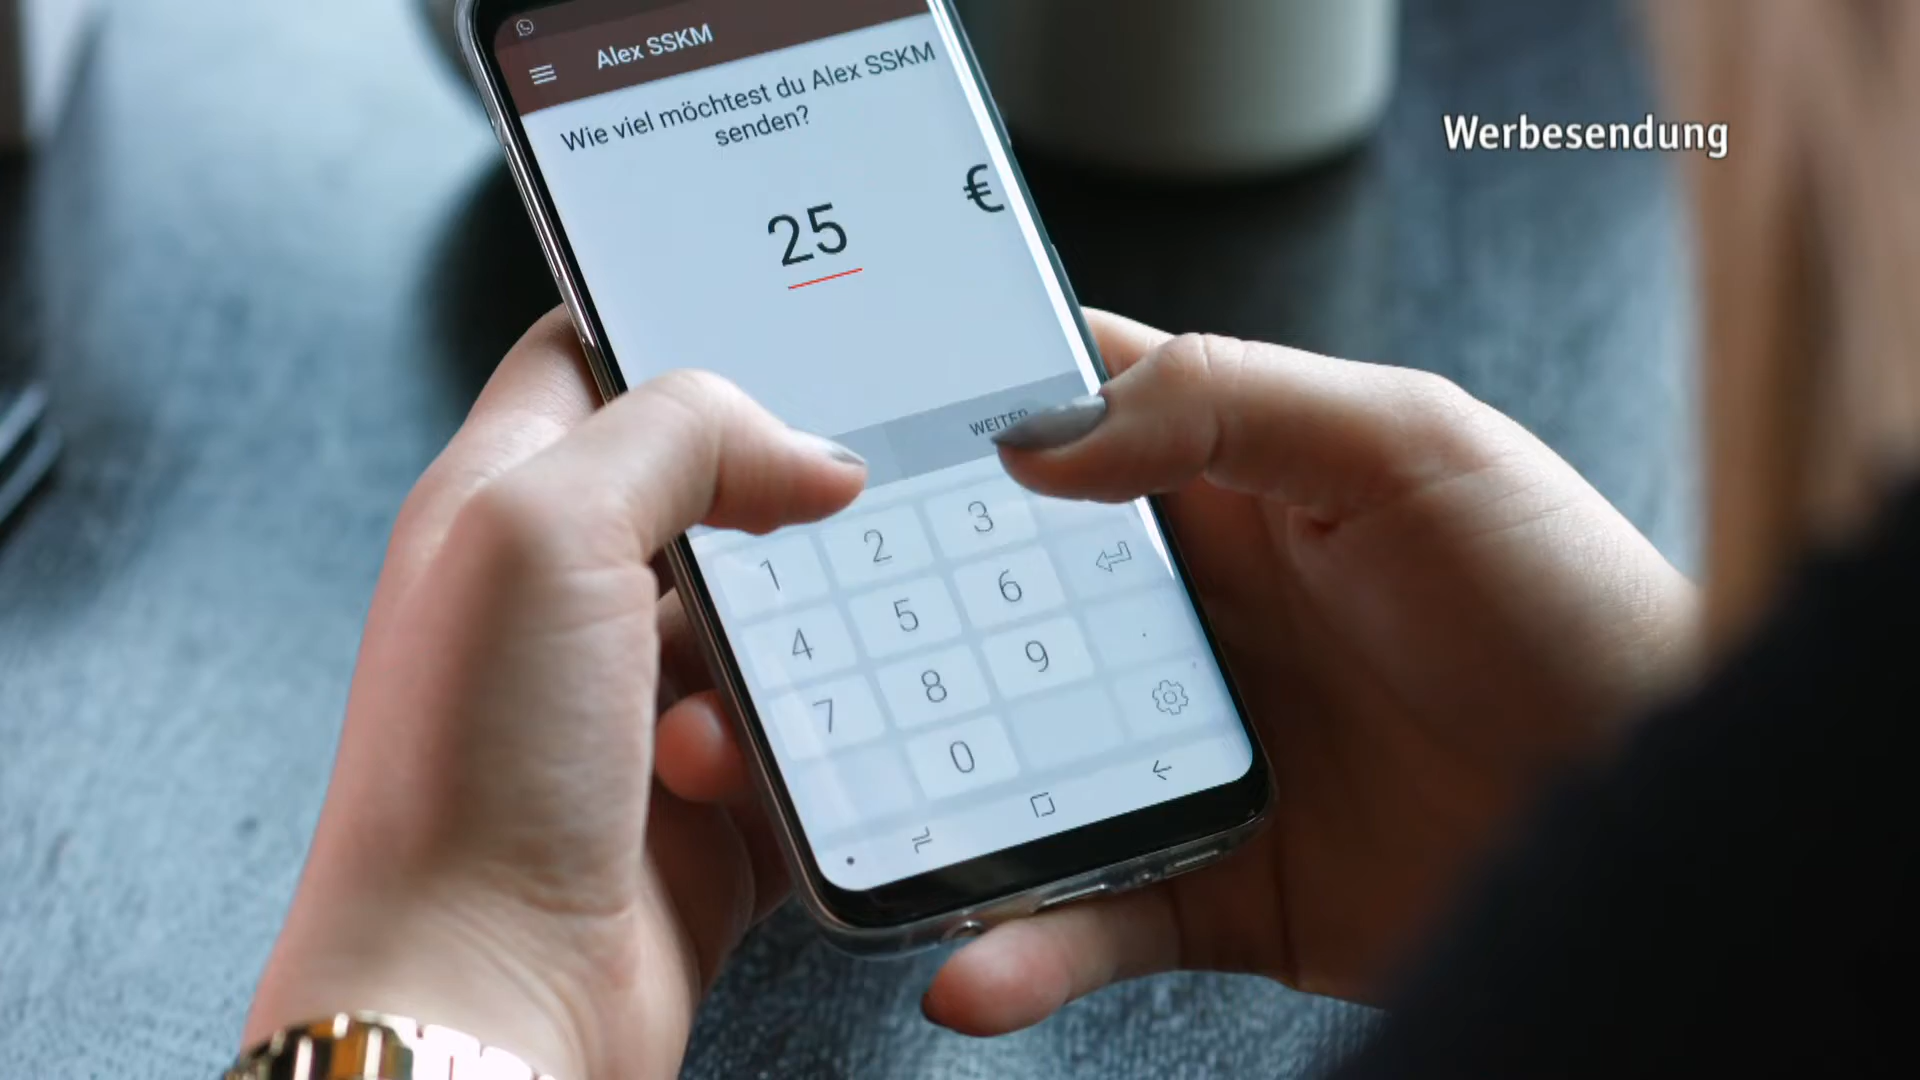 Alex SSKM
Wie viel möchtest du Alex SSKM
senden?
25 €
WEITER
1 2 3
4 5 6
7 8 9
0
Werbesendung